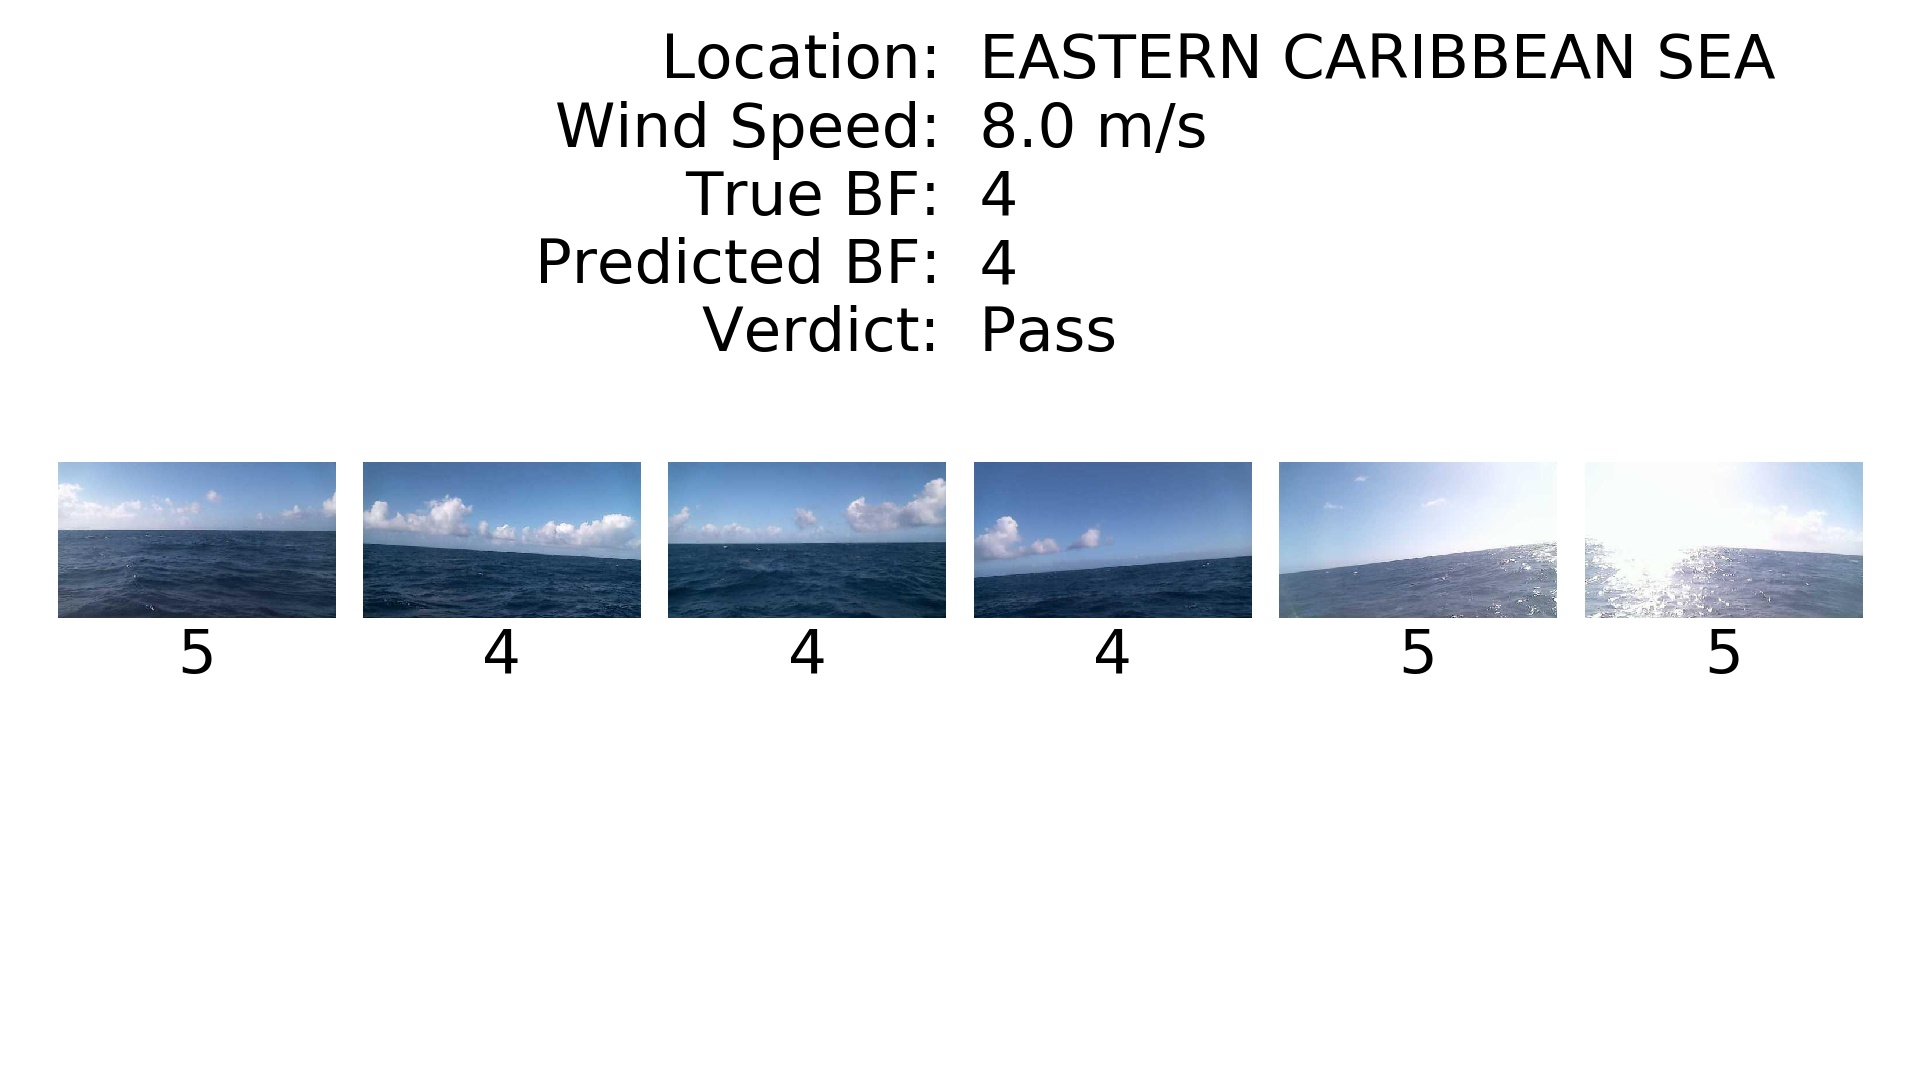 Location: EASTERN CARIBBEAN SEA
Wind Speed: 8.0 m/s
True BF: 4
Predicted BF: 4
Verdict: Pass
5 4 4 4 5 5